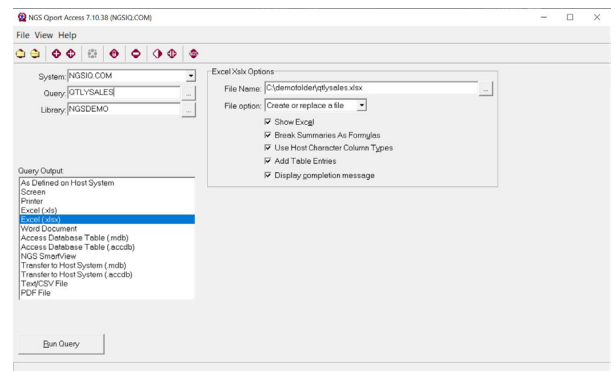 NGS Qport Access 7.10.38 (NGSIQ.COM)
File View Help
System: NGSIQ.COM
Query: QTLYSALES
Library: NGSDEMO
Query Output:
As Defined on Host System
Screen
Printer
Excel (.xls)
Excel (.xlsx)
Word Document
Access Database Table (.mdb)
Access Database Table (.accdb)
NGS SmartView
Transfer to Host System (.mdb)
Transfer to Host System (.accdb)
Text/CSV File
PDF File
Run Query
Excel Xslx Options
File Name: C:\demofolder\qtlysales.xlsx ...
File option: Create or replace a file
Show Excel
Break Summaries As Formulas
Use Host Character Column Types
Add Table Entries
Display completion message